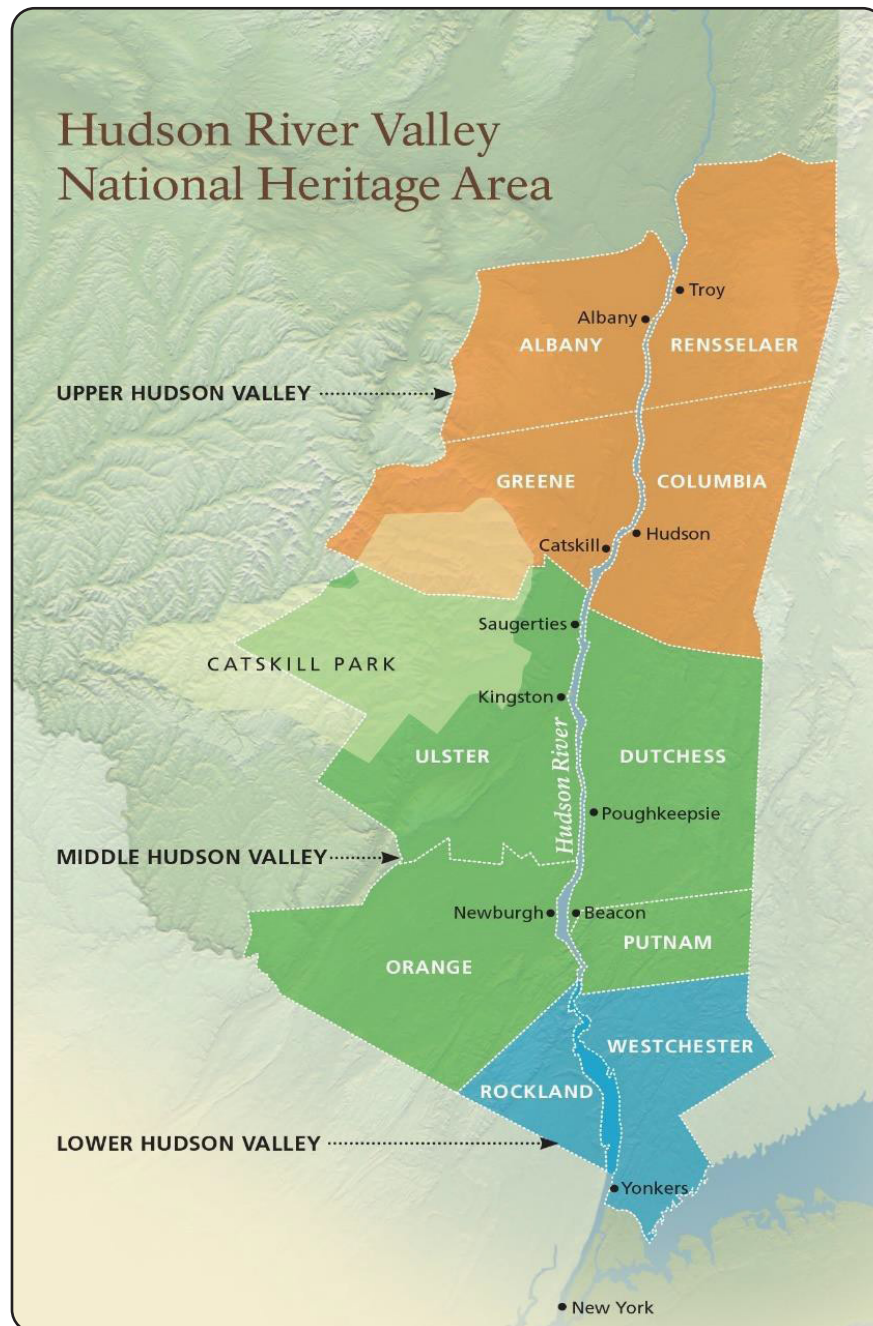 Hudson River Valley
National Heritage Area
Troy
Albany
ALBANY
RENSSELAER
UPPER HUDSON VALLEY
GREENE
COLUMBIA
Hudson
Catskill
Saugerties
CATSKILL PARK
Kingston
Hudson River
ULSTER
DUTCHESS
Poughkeepsie
MIDDLE HUDSON VALLEY
Newburgh
Beacon
PUTNAM
ORANGE
WESTCHESTER
ROCKLAND
LOWER HUDSON VALLEY
Yonkers
New York